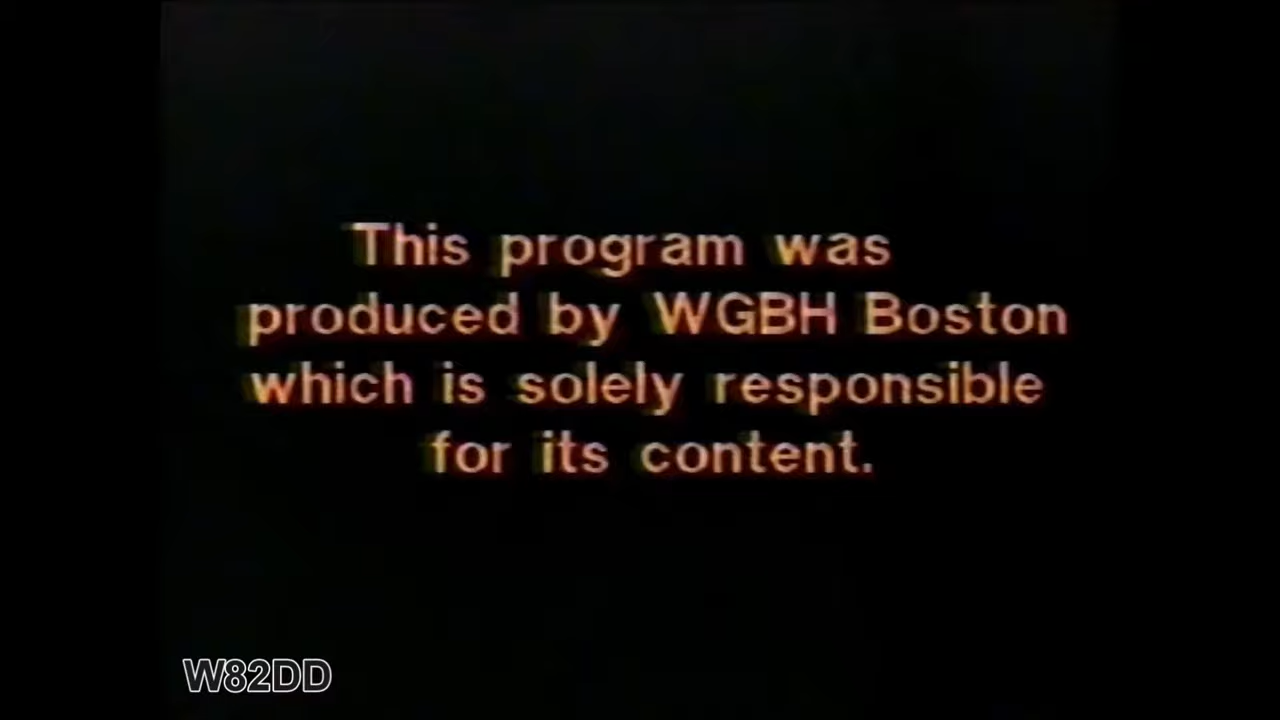 This program was
produced by WGBH Boston
which is solely responsible
for its content.
W82DD